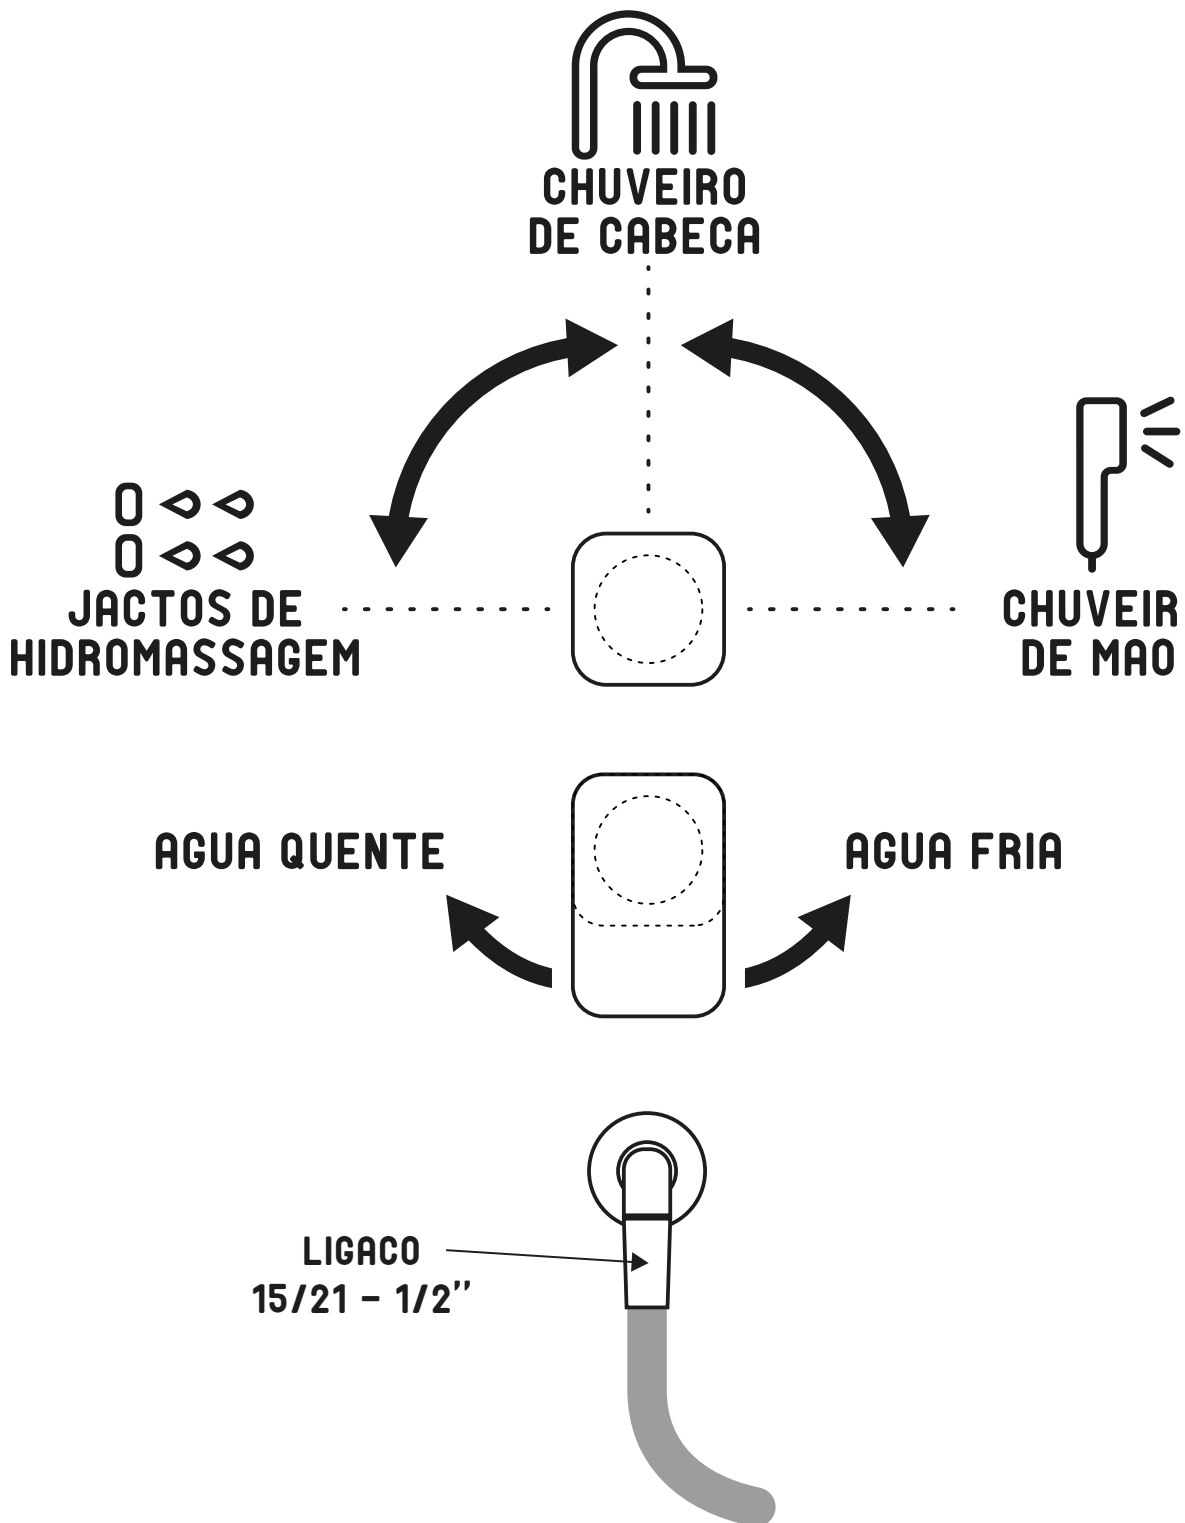 CHUVEIRO
DE CABECA
JACTOS DE
HIDROMASSAGEM
CHUVEIR
DE MAO
AGUA QUENTE
AGUA FRIA
LIGACO
15/21 - 1/2’’